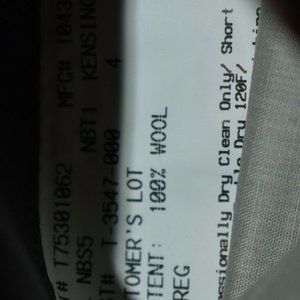 Y# T75301062 MFG# 1043
NBS5 NBT1 KENSING
T# T-3547-000 4
TOMER'S LOT
TENT: 100% WOOL
REG
essionally Dry Clean Only/ Short
Dry 120F/